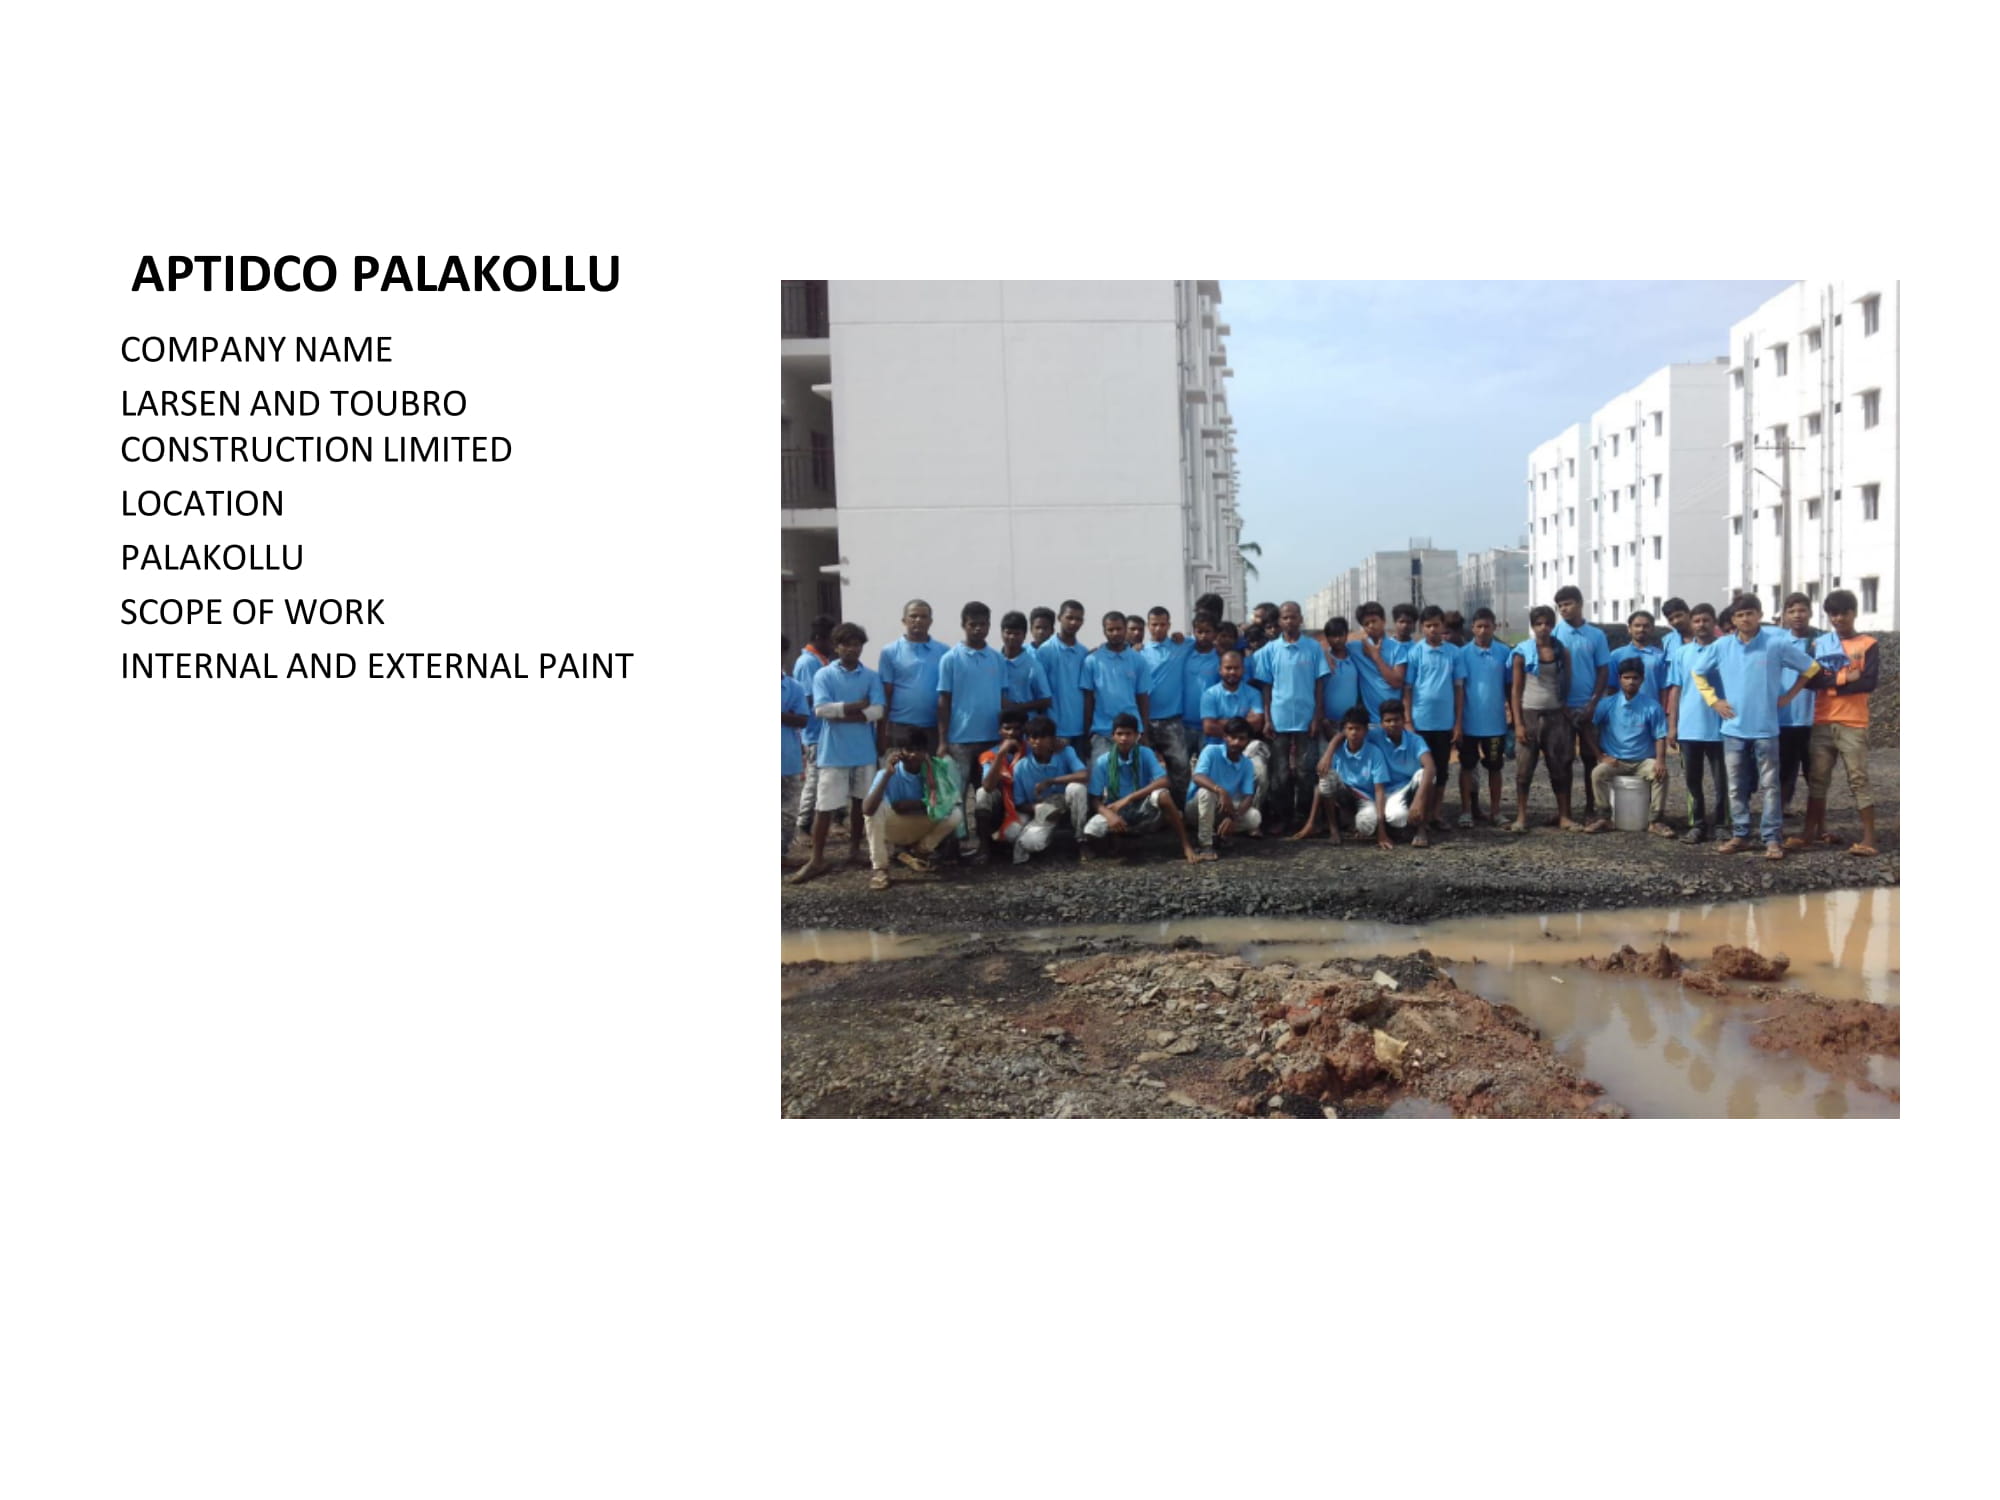 APTIDCO PALAKOLLU
COMPANY NAME
LARSEN AND TOUBRO
CONSTRUCTION LIMITED
LOCATION
PALAKOLLU
SCOPE OF WORK
INTERNAL AND EXTERNAL PAINT